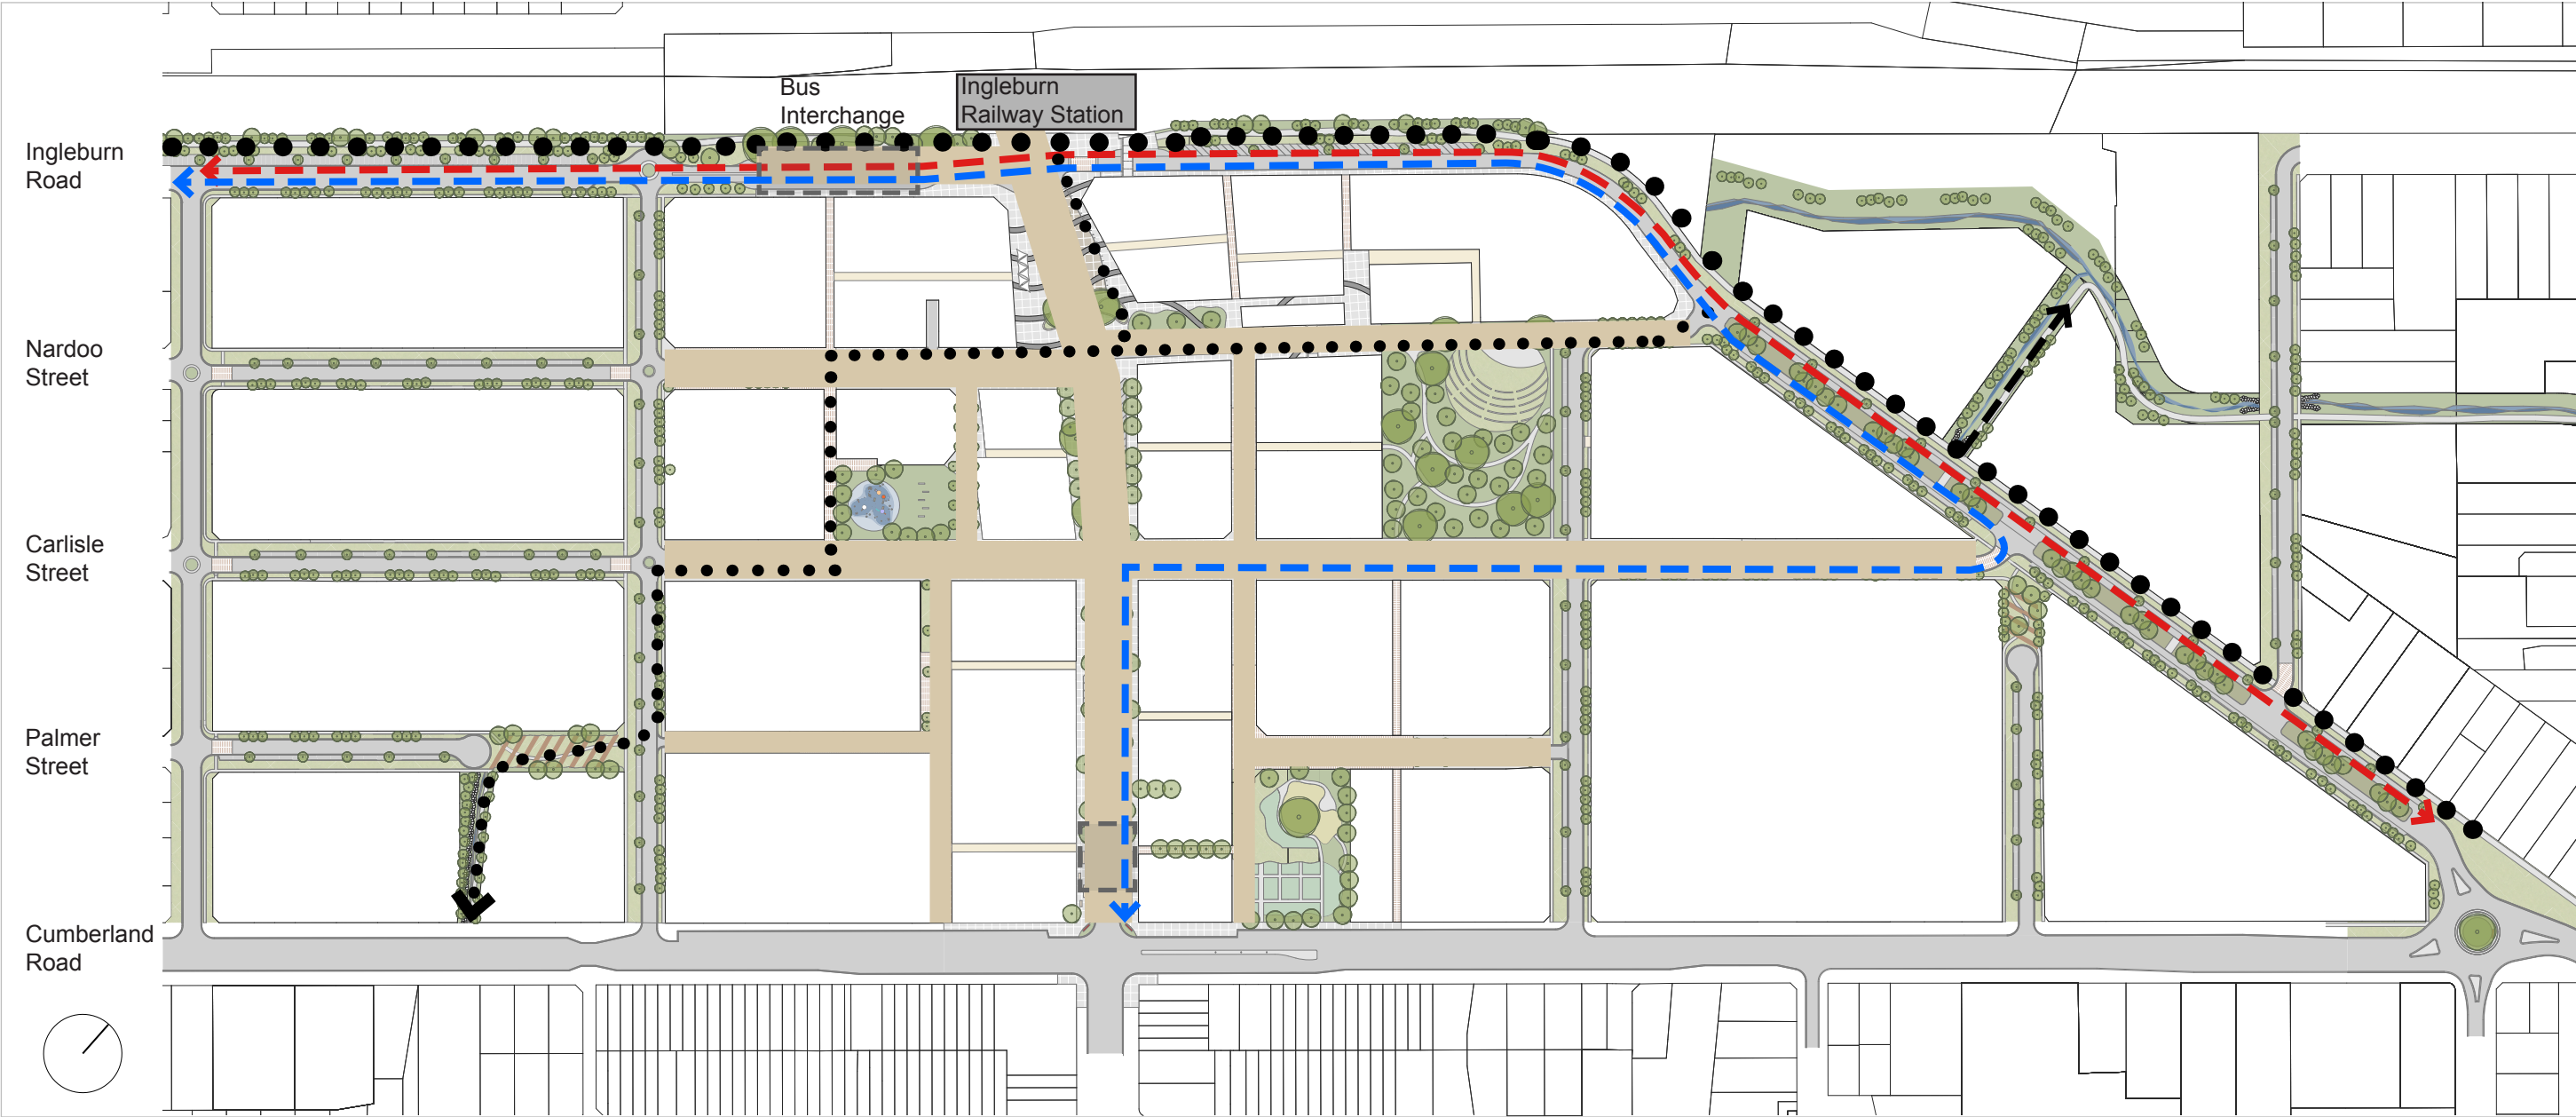 Bus
Interchange
Ingleburn
Railway Station
Ingleburn
Road
Nardoo
Street
Carlisle
Street
Palmer
Street
Cumberland
Road